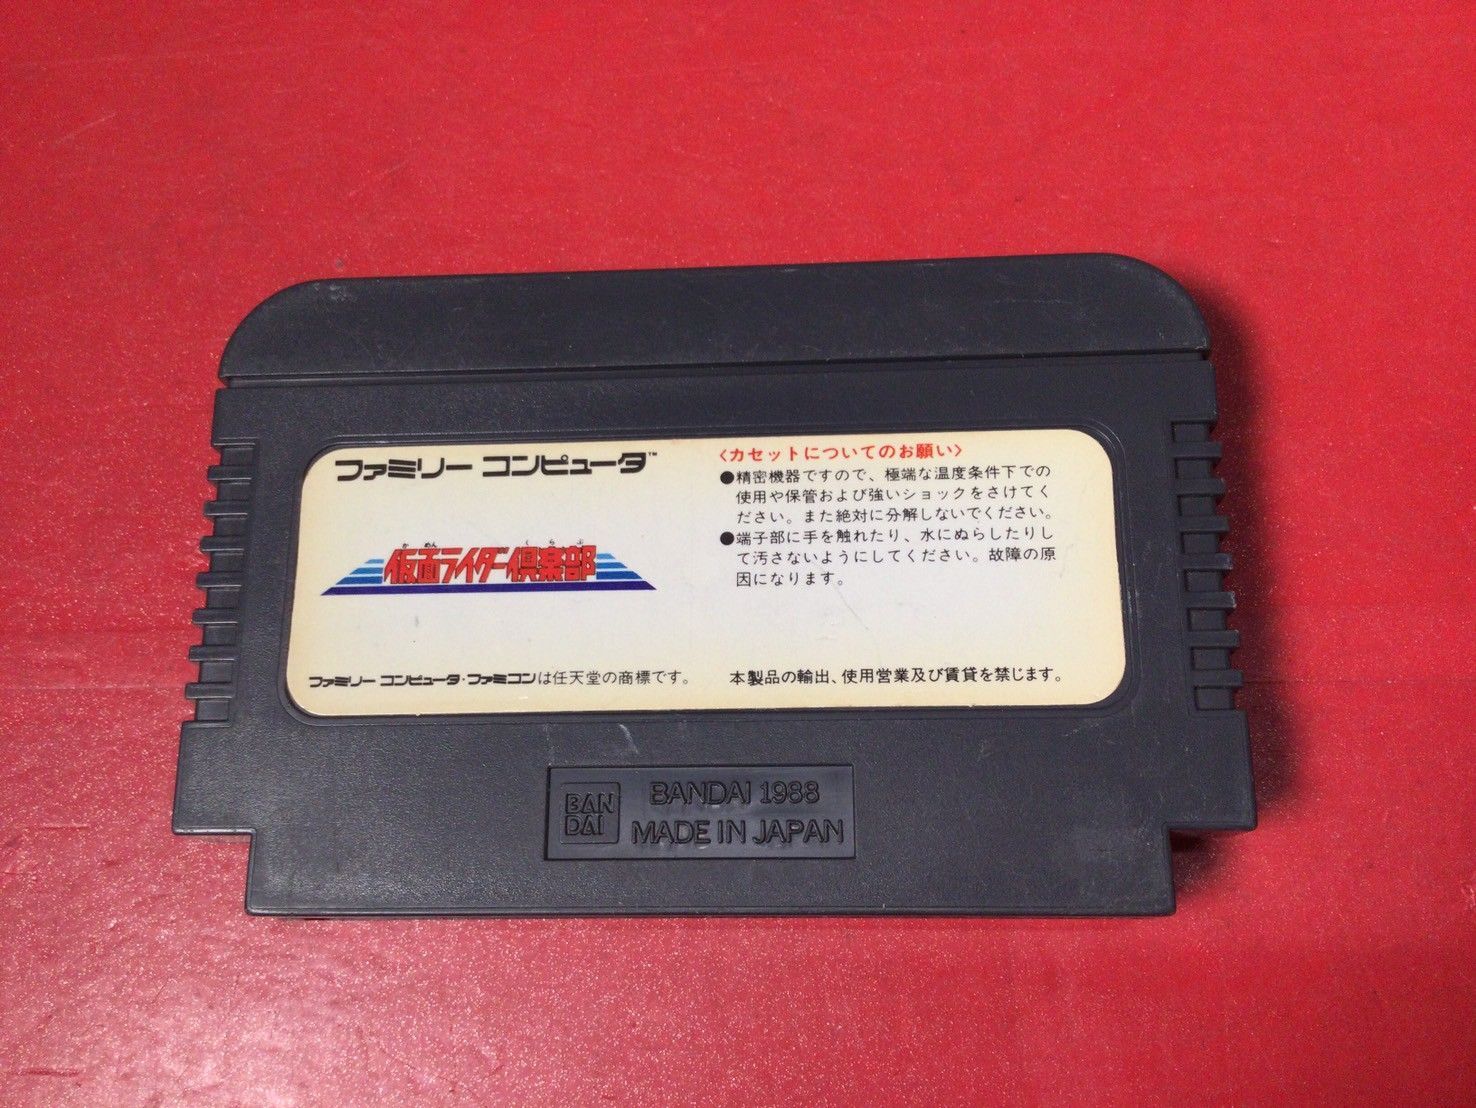 ファミリー コンピュータ™
かめん くらぶ
仮面ライダー倶楽部
ファミリー コンピュータ・ファミコンは任天堂の商標です。
〈カセットについてのお願い〉
●精密機器ですので、極端な温度条件下での
使用や保管および強いショックをさけてく
ださい。また絶対に分解しないでください。
●端子部に手を触れたり、水にぬらしたりし
て汚さないようにしてください。故障の原
因になります。
本製品の輸出、使用営業及び賃貸を禁じます。
BAN
DAI
BANDAI 1988
MADE IN JAPAN